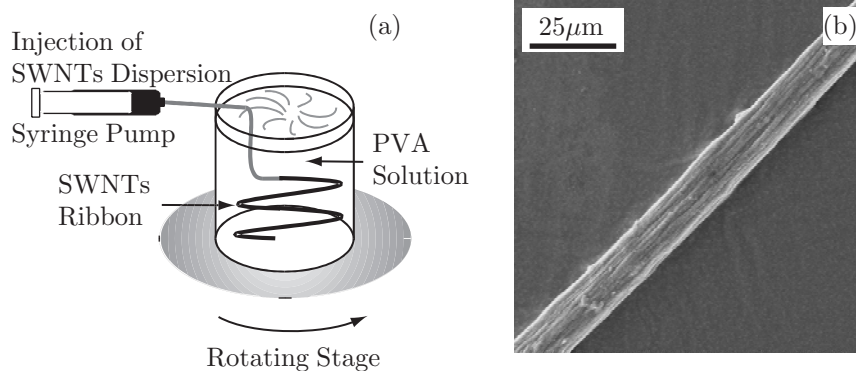 (a)
Injection of
SWNTs Dispersion
Syringe Pump
PVA
Solution
SWNTs
Ribbon
Rotating Stage
25μm
(b)